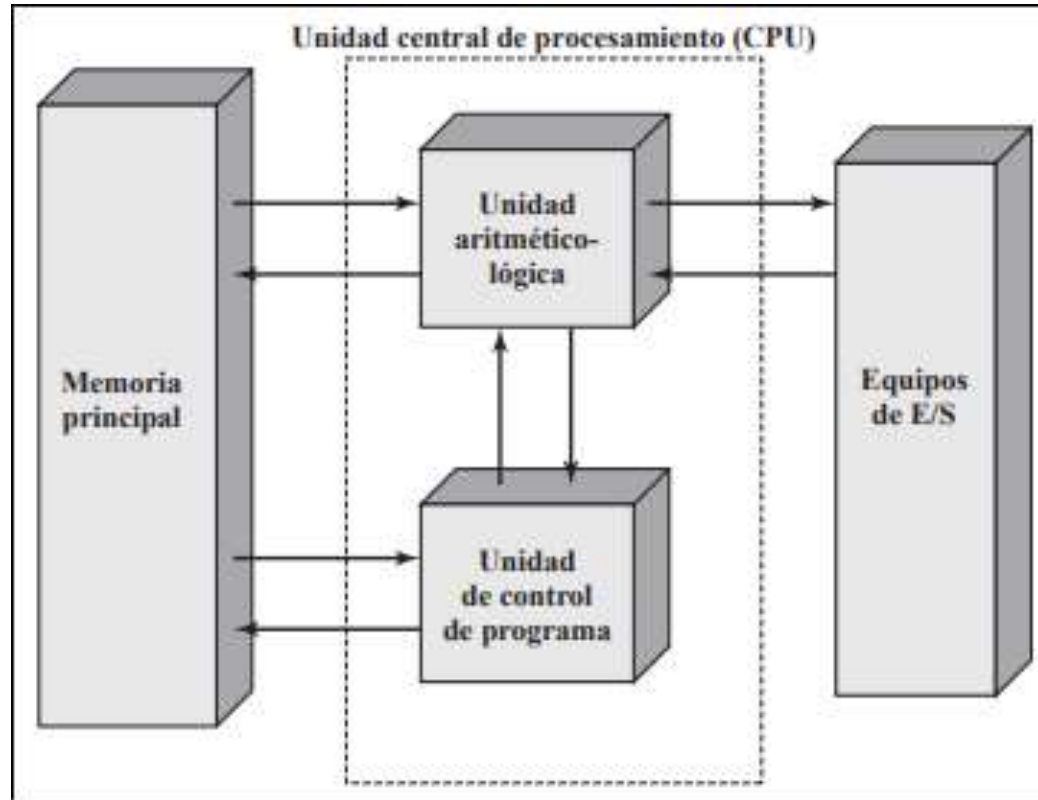 Unidad central de procesamiento (CPU)
Unidad
aritmético-
lógica
Memoria
principal
Equipos
de E/S
Unidad
de control
de programa